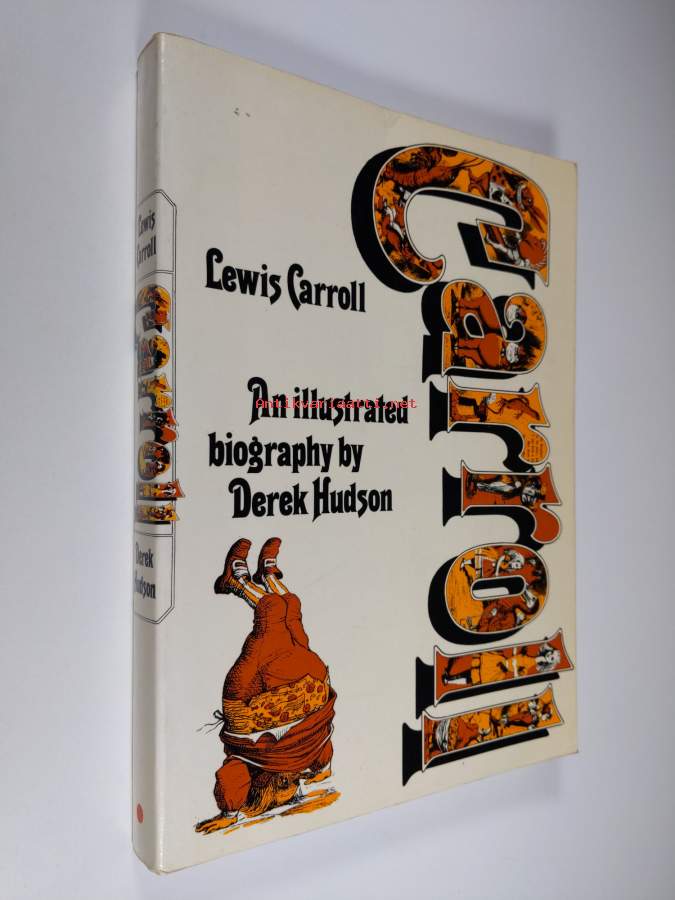 Lewis Carroll
An illustrated
biography by
Derek Hudson
Carroll
Lewis
Carroll
Carroll
Derek
Hudson
Antikvariaatti.net